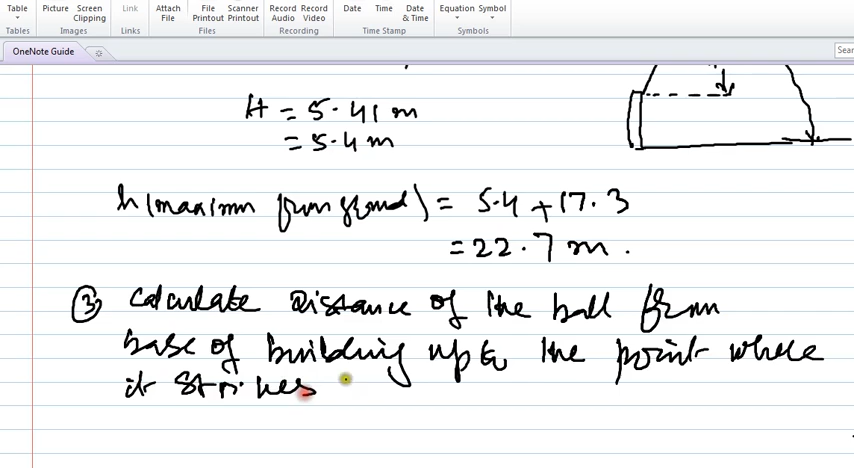 Table
Picture Screen Clipping
Link
Attach File
File Printout Scanner Printout
Record Audio Record Video
Date Time Date & Time
Equation Symbol
Tables Images Links Files Recording Time Stamp Symbols
OneNote Guide
Sear
H = 5.41 m
= 5.4 m
h (maximum from ground) = 5.4 + 17.3
= 22.7 m.
③ Calculate Distance of the ball from
base of building upto the point where
it strikes